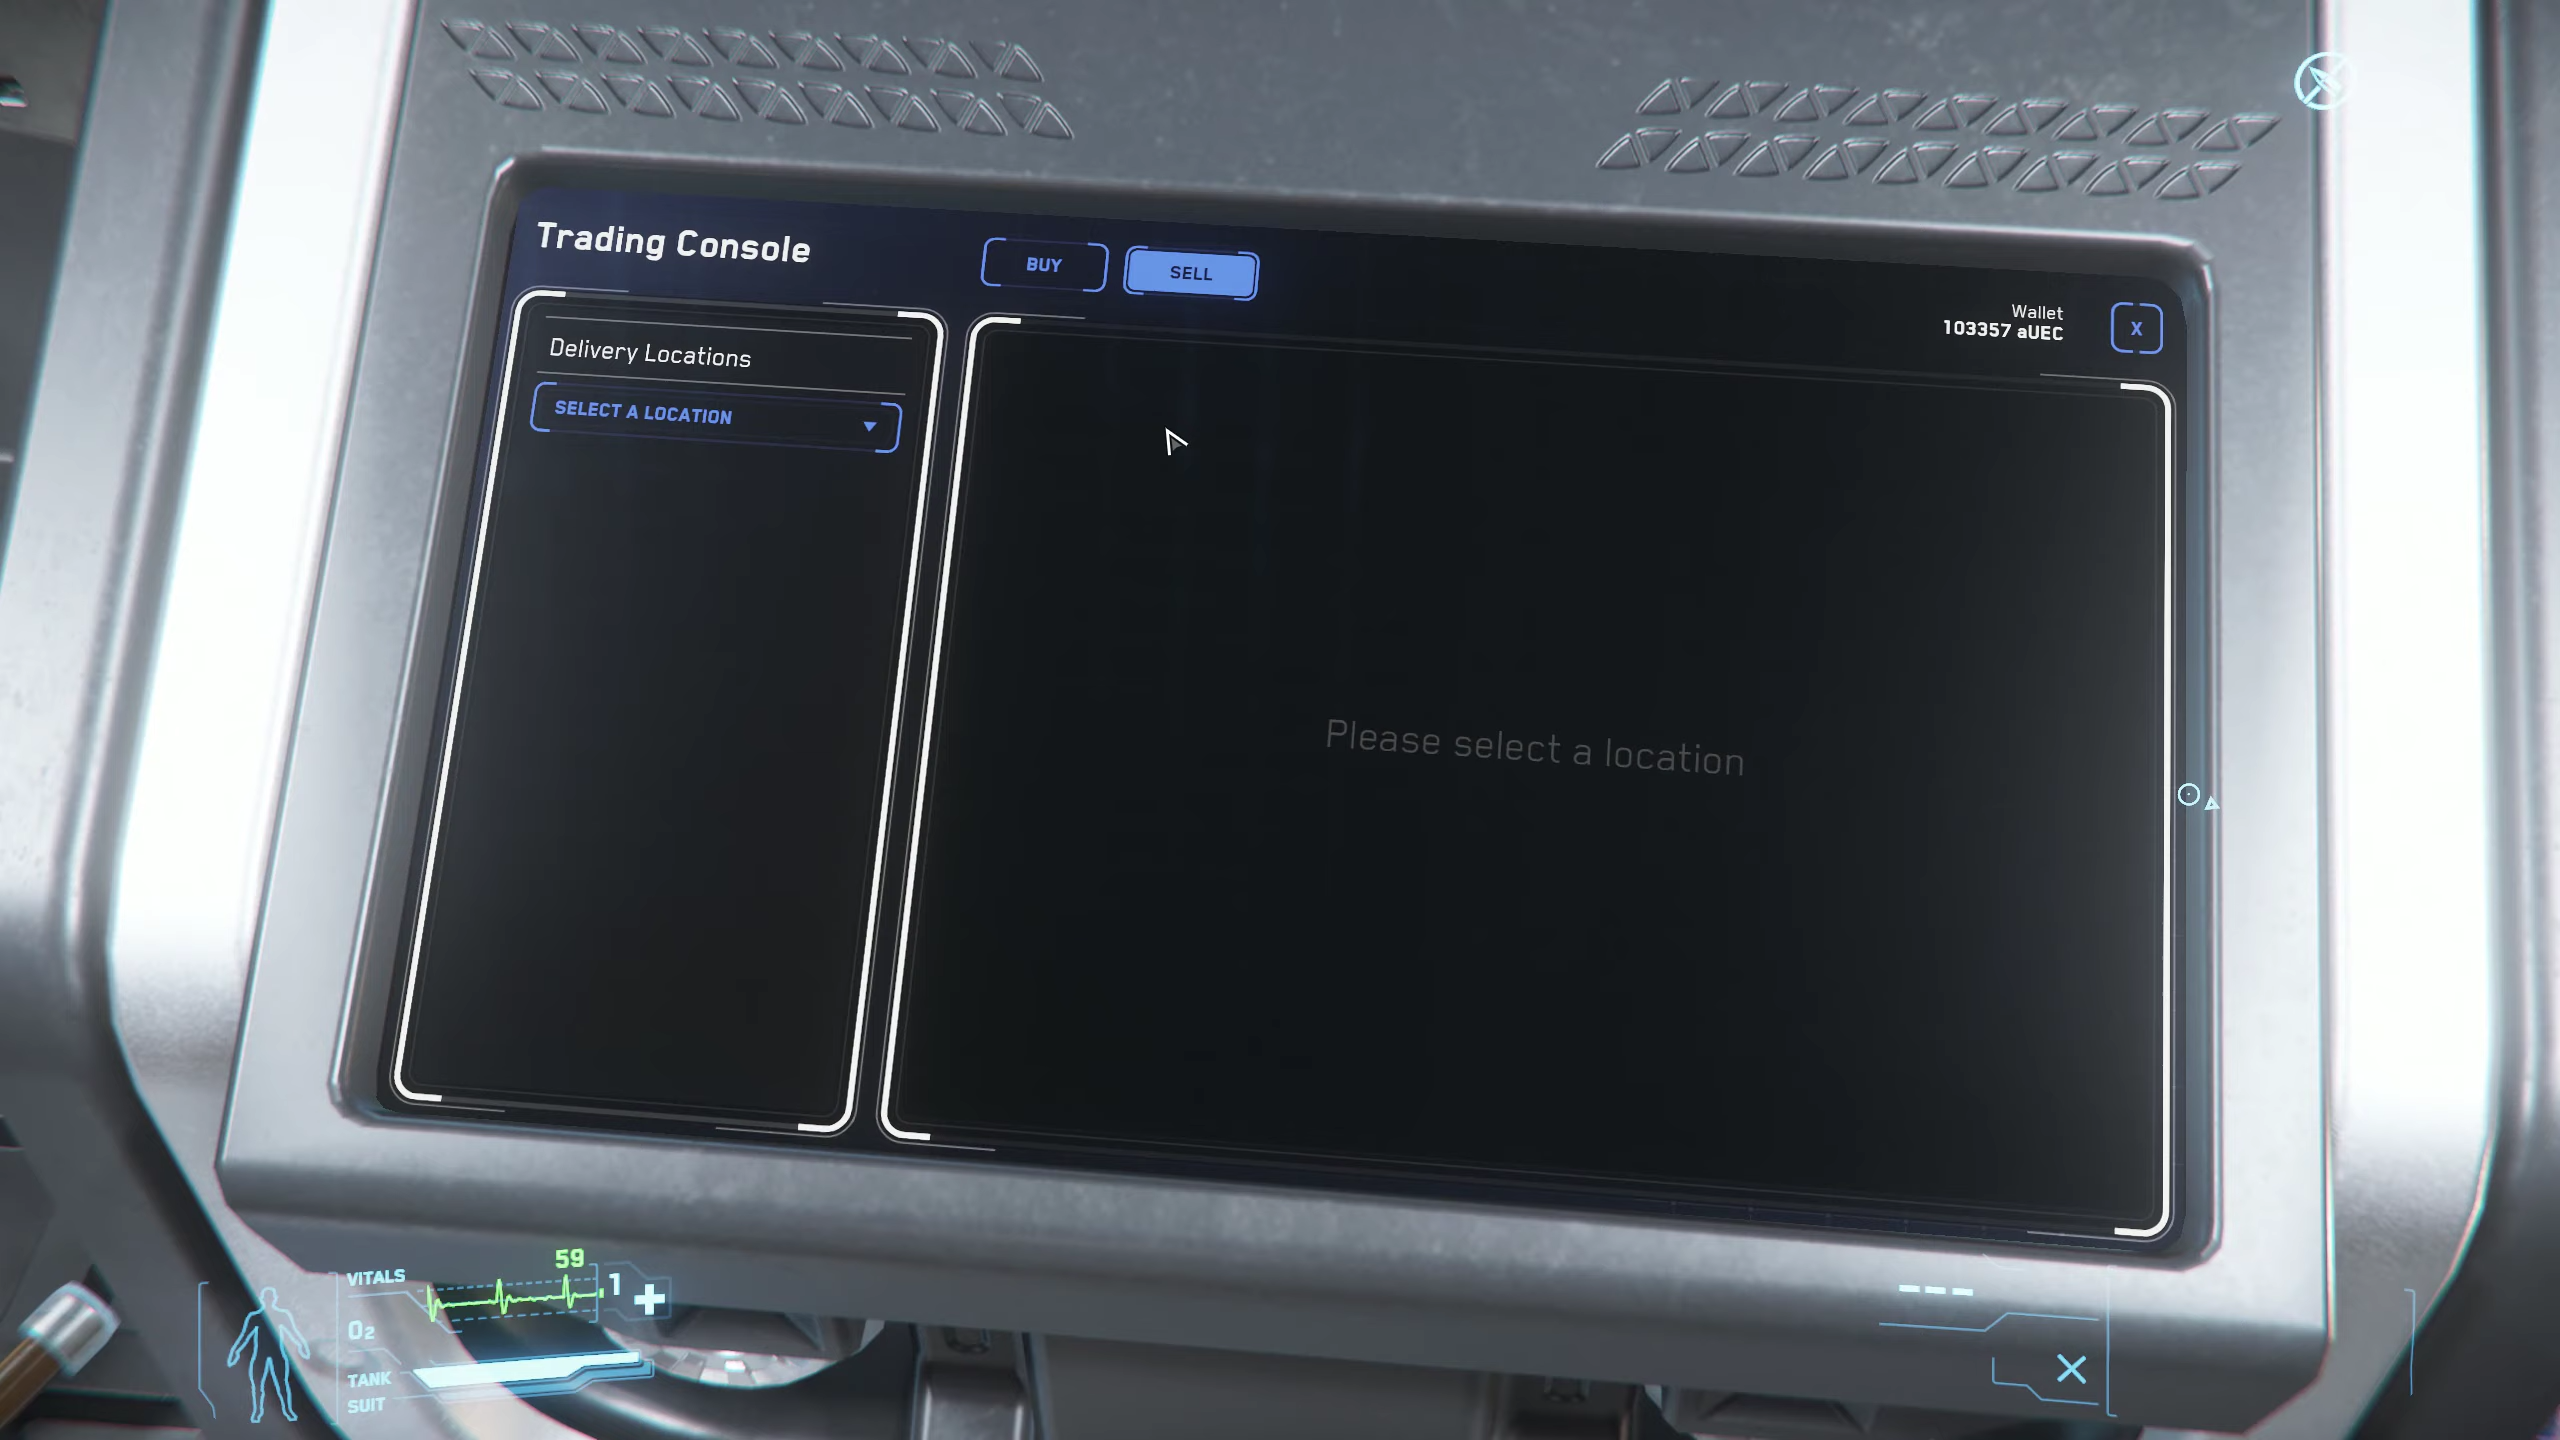 Trading Console
BUY
SELL
Wallet
103357 aUEC
X
Delivery Locations
SELECT A LOCATION
Please select a location
59
VITALS
1
O2
TANK
SUIT